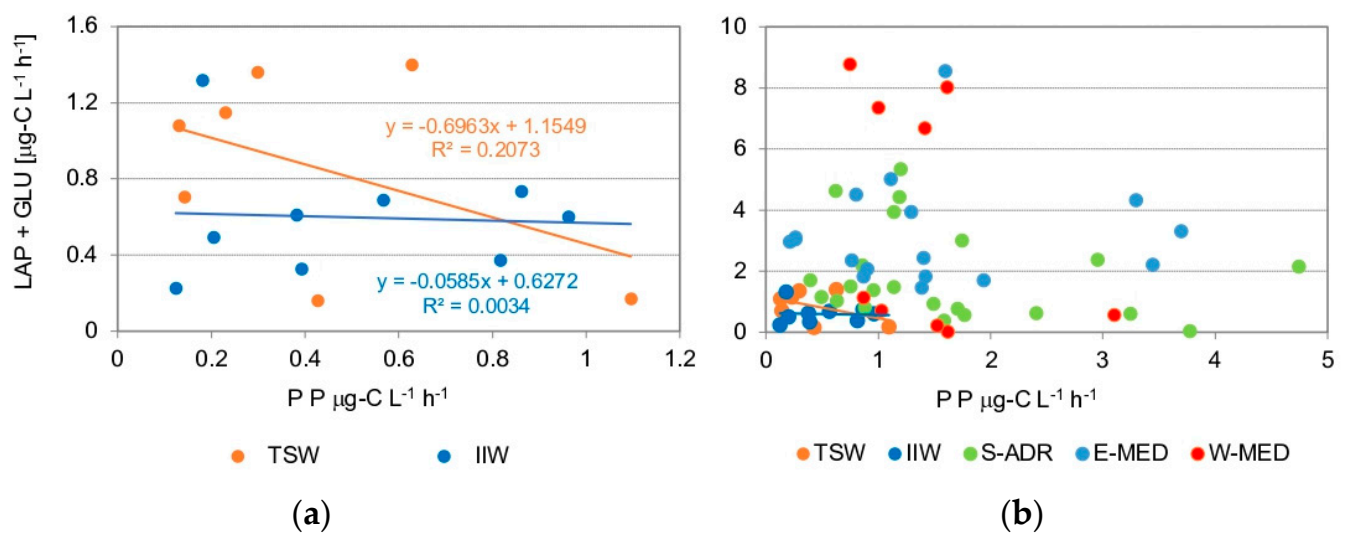 1.6
1.2
0.8
0.4
0
LAP + GLU [µg-C L⁻¹ h⁻¹]
y = -0.6963x + 1.1549
R² = 0.2073
y = -0.0585x + 0.6272
R² = 0.0034
0 0.2 0.4 0.6 0.8 1 1.2
P P µg-C L⁻¹ h⁻¹
TSW IIW
(a)
10
8
6
4
2
0
0 1 2 3 4 5
P P µg-C L⁻¹ h⁻¹
TSW IIW S-ADR E-MED W-MED
(b)